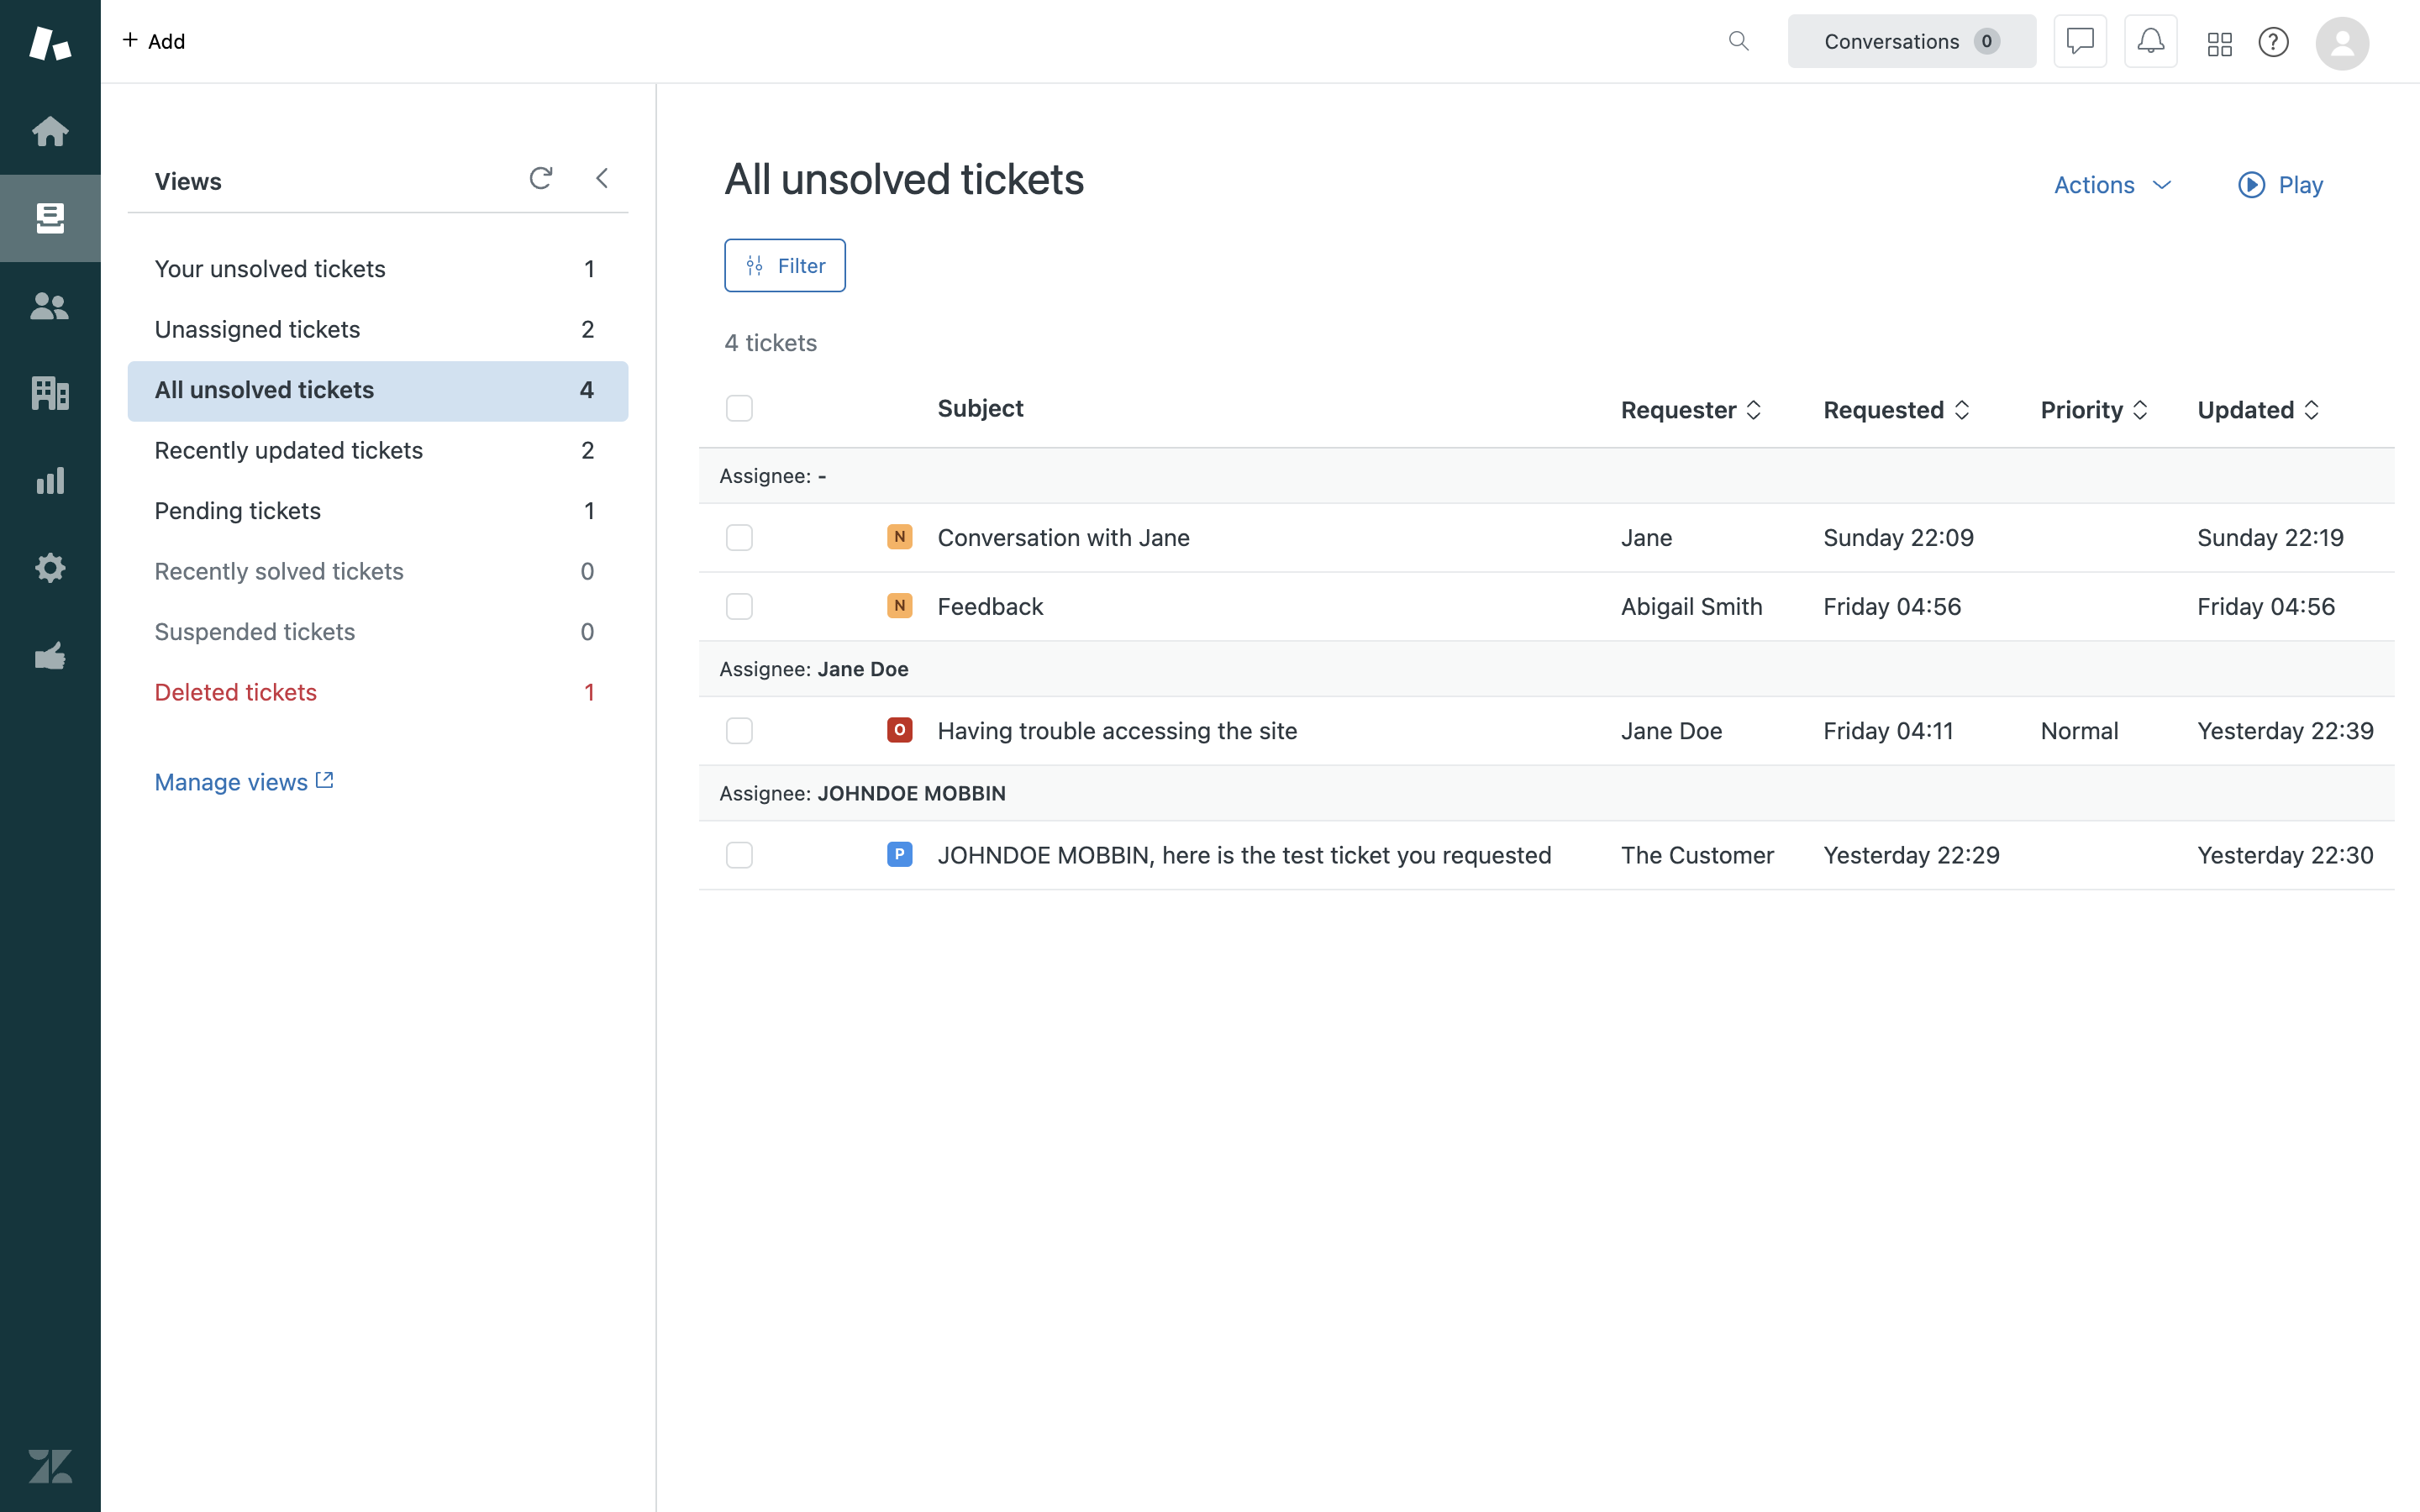 + Add
Conversations 0
Views
Your unsolved tickets 1
Unassigned tickets 2
All unsolved tickets 4
Recently updated tickets 2
Pending tickets 1
Recently solved tickets 0
Suspended tickets 0
Deleted tickets 1
Manage views
All unsolved tickets
Actions
Play
Filter
4 tickets
Subject Requester Requested Priority Updated
Assignee: -
N Conversation with Jane Jane Sunday 22:09 Sunday 22:19
N Feedback Abigail Smith Friday 04:56 Friday 04:56
Assignee: Jane Doe
O Having trouble accessing the site Jane Doe Friday 04:11 Normal Yesterday 22:39
Assignee: JOHNDOE MOBBIN
P JOHNDOE MOBBIN, here is the test ticket you requested The Customer Yesterday 22:29 Yesterday 22:30